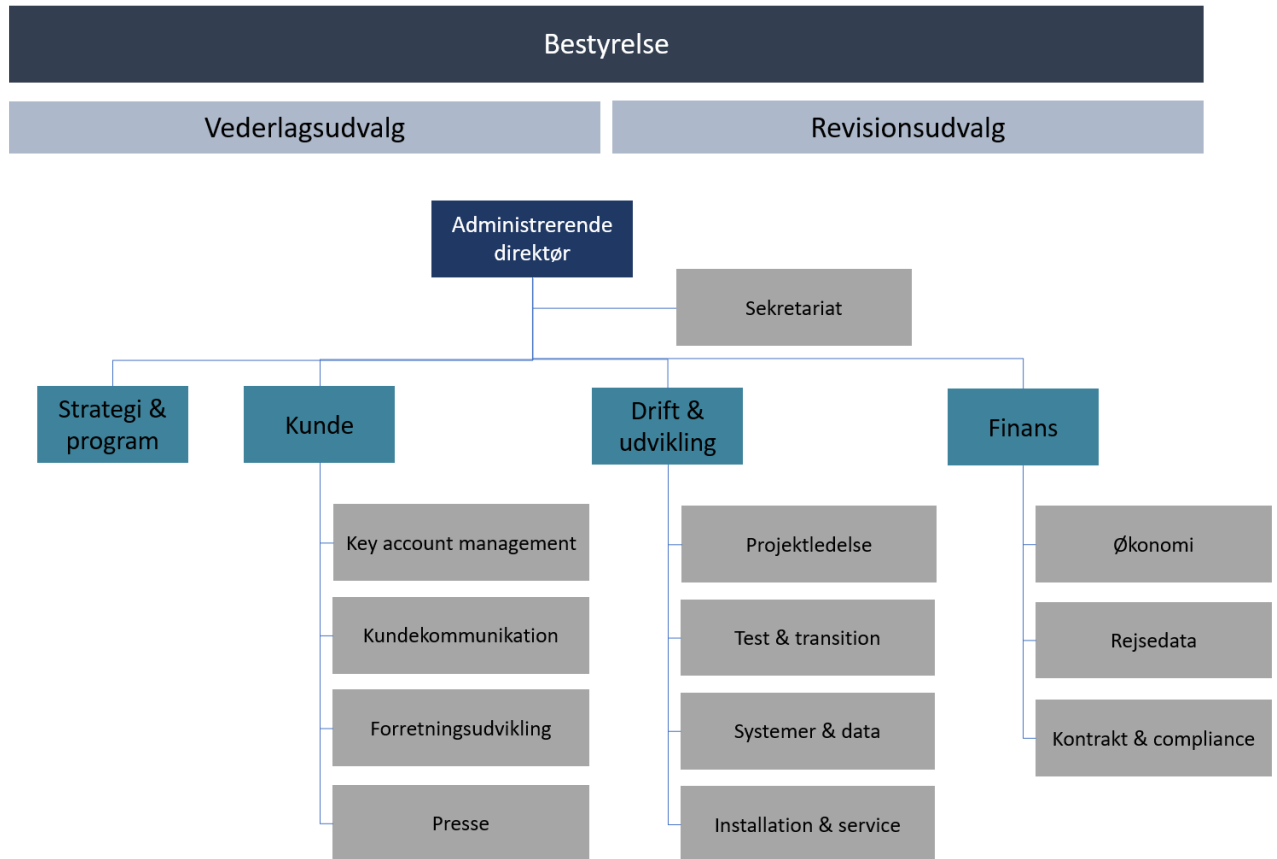 Bestyrelse
Vederlagsudvalg
Revisionsudvalg
Administrerende
direktør
Sekretariat
Strategi &
program
Kunde
Drift &
udvikling
Finans
Key account management
Kundekommunikation
Forretningsudvikling
Presse
Projektledelse
Test & transition
Systemer & data
Installation & service
Økonomi
Rejsedata
Kontrakt & compliance